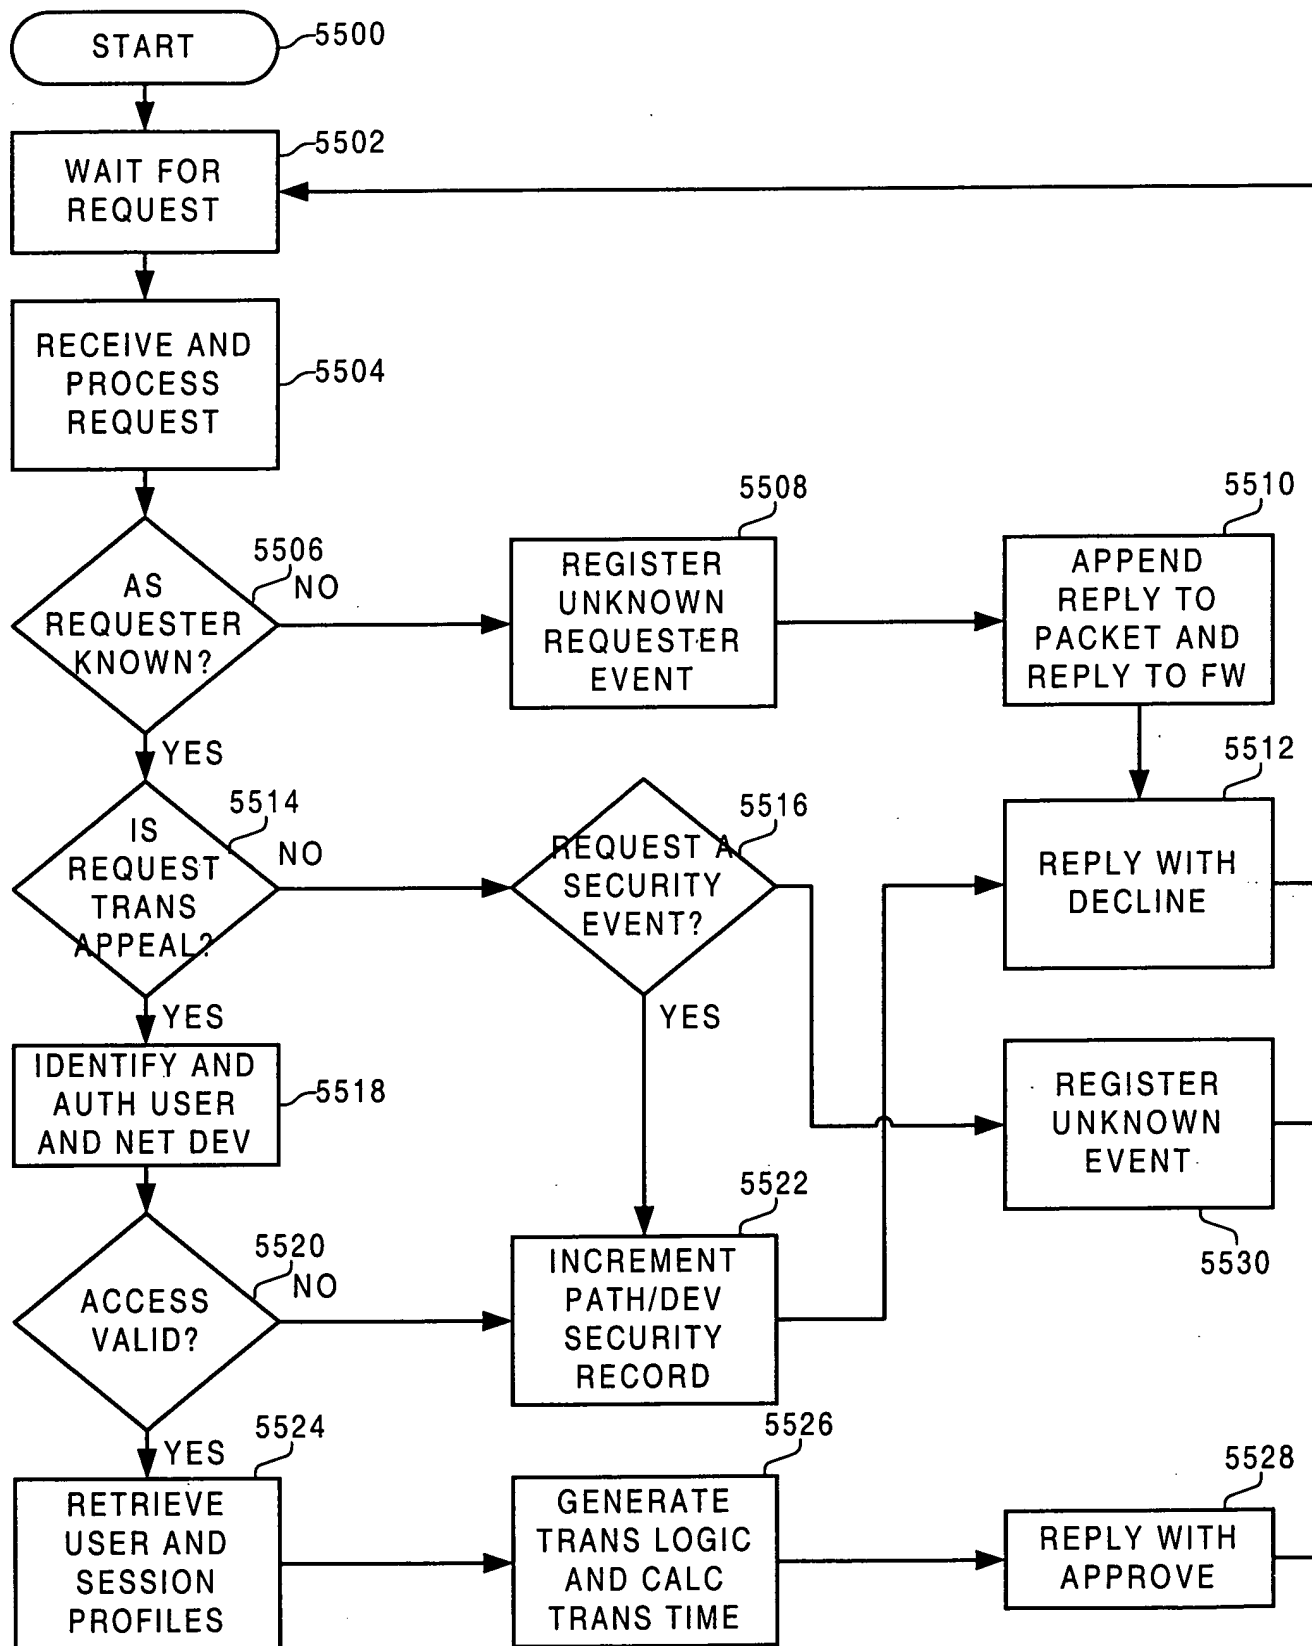 START
5500
WAIT FOR
REQUEST
5502
RECEIVE AND
PROCESS
REQUEST
5504
AS
REQUESTER
KNOWN?
5506
NO
YES
REGISTER
UNKNOWN
REQUESTER
EVENT
5508
APPEND
REPLY TO
PACKET AND
REPLY TO FW
5510
IS
REQUEST
TRANS
APPEAL?
5514
NO
YES
REQUEST A
SECURITY
EVENT?
5516
YES
REPLY WITH
DECLINE
5512
IDENTIFY AND
AUTH USER
AND NET DEV
5518
REGISTER
UNKNOWN
EVENT
5530
ACCESS
VALID?
5520
NO
YES
INCREMENT
PATH/DEV
SECURITY
RECORD
5522
RETRIEVE
USER AND
SESSION
PROFILES
5524
GENERATE
TRANS LOGIC
AND CALC
TRANS TIME
5526
REPLY WITH
APPROVE
5528